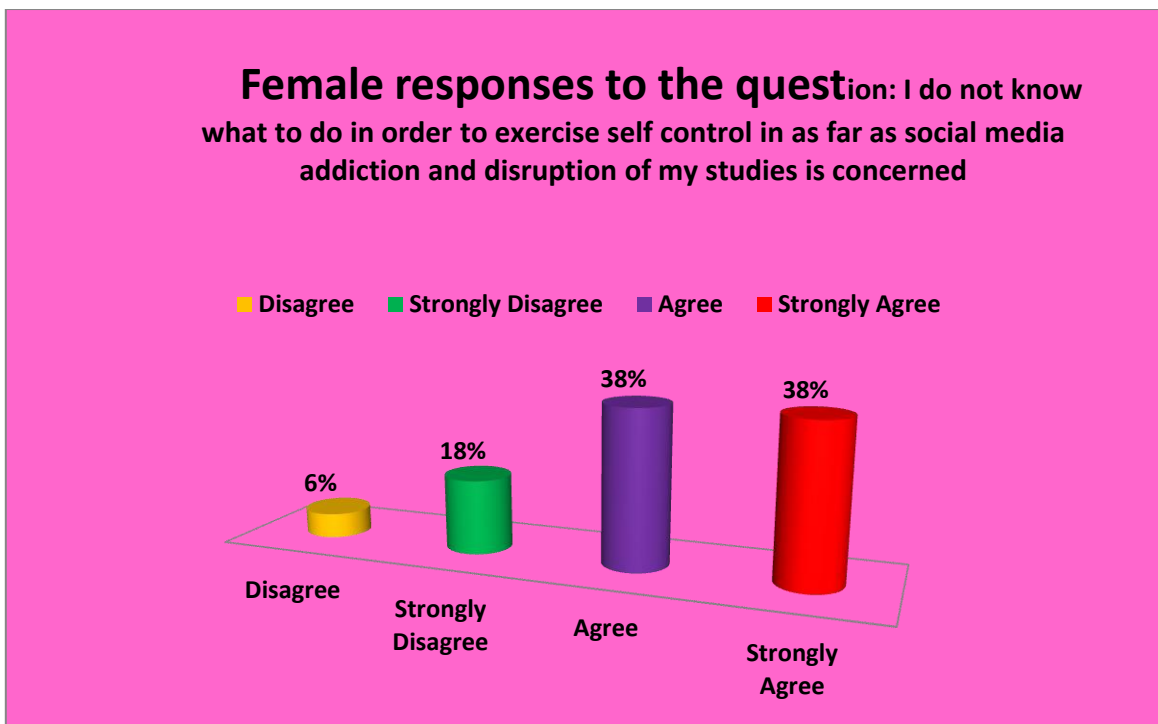 Female responses to the question: I do not know
what to do in order to exercise self control in as far as social media
addiction and disruption of my studies is concerned
Disagree Strongly Disagree Agree Strongly Agree
6%
18%
38%
38%
Disagree
Strongly
Disagree
Agree
Strongly
Agree